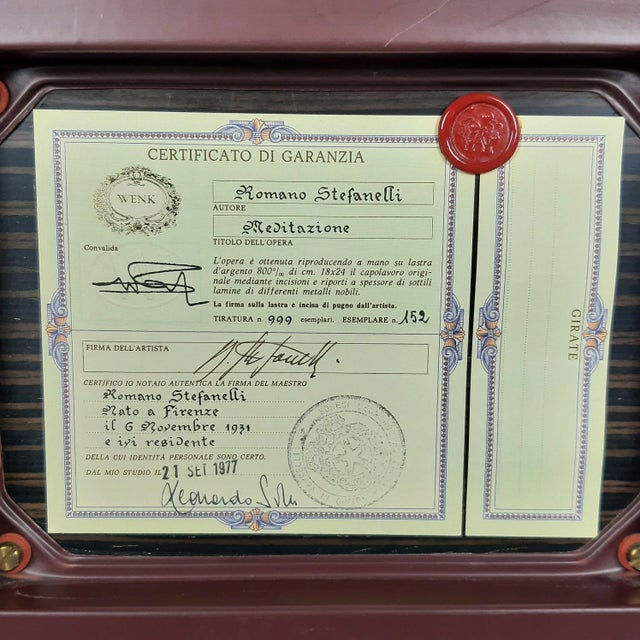 CERTIFICATO DI GARANZIA
WENK
Romano Stefanelli
AUTORE
Meditazione
TITOLO DELL'OPERA
Convalida
L'opera è ottenuta riproducendo a mano su lastra
d'argento 800°/oo di cm. 18x24 il capolavoro origi-
nale mediante incisioni e riporti a spessore di sottili
lamine di differenti metalli nobili.
La firma sulla lastra è incisa di pugno dall'artista.
TIRATURA n. 999 esemplari. ESEMPLARE n. 152
FIRMA DELL'ARTISTA
CERTIFICO IO NOTAIO AUTENTICA LA FIRMA DEL MAESTRO
Romano Stefanelli
Nato a Firenze
il 6 Novembre 1931
e ivi residente
DELLA CUI IDENTITÀ PERSONALE SONO CERTO.
DAL MIO STUDIO IL 21 SET 1977
GIRATE